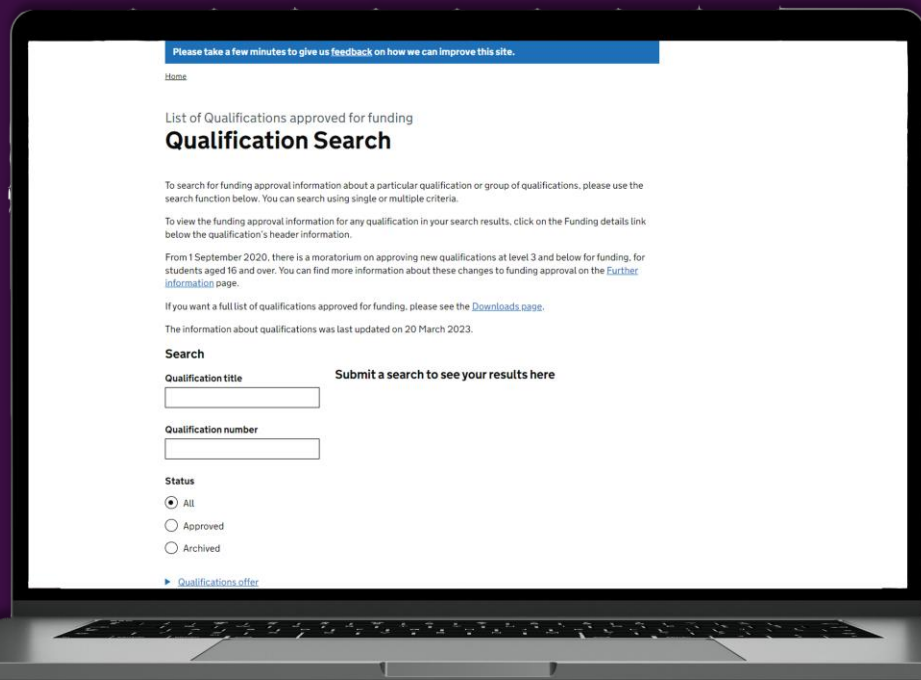 Please take a few minutes to give us feedback on how we can improve this site.
Home
List of Qualifications approved for funding
Qualification Search
To search for funding approval information about a particular qualification or group of qualifications, please use the
search function below. You can search using single or multiple criteria.
To view the funding approval information for any qualification in your search results, click on the Funding details link
below the qualification's header information.
From 1 September 2020, there is a moratorium on approving new qualifications at level 3 and below for funding, for
students aged 16 and over. You can find more information about these changes to funding approval on the Further
information page.
If you want a full list of qualifications approved for funding, please see the Downloads page.
The information about qualifications was last updated on 20 March 2023.
Search
Qualification title
Submit a search to see your results here
Qualification number
Status
All
Approved
Archived
Qualifications offer